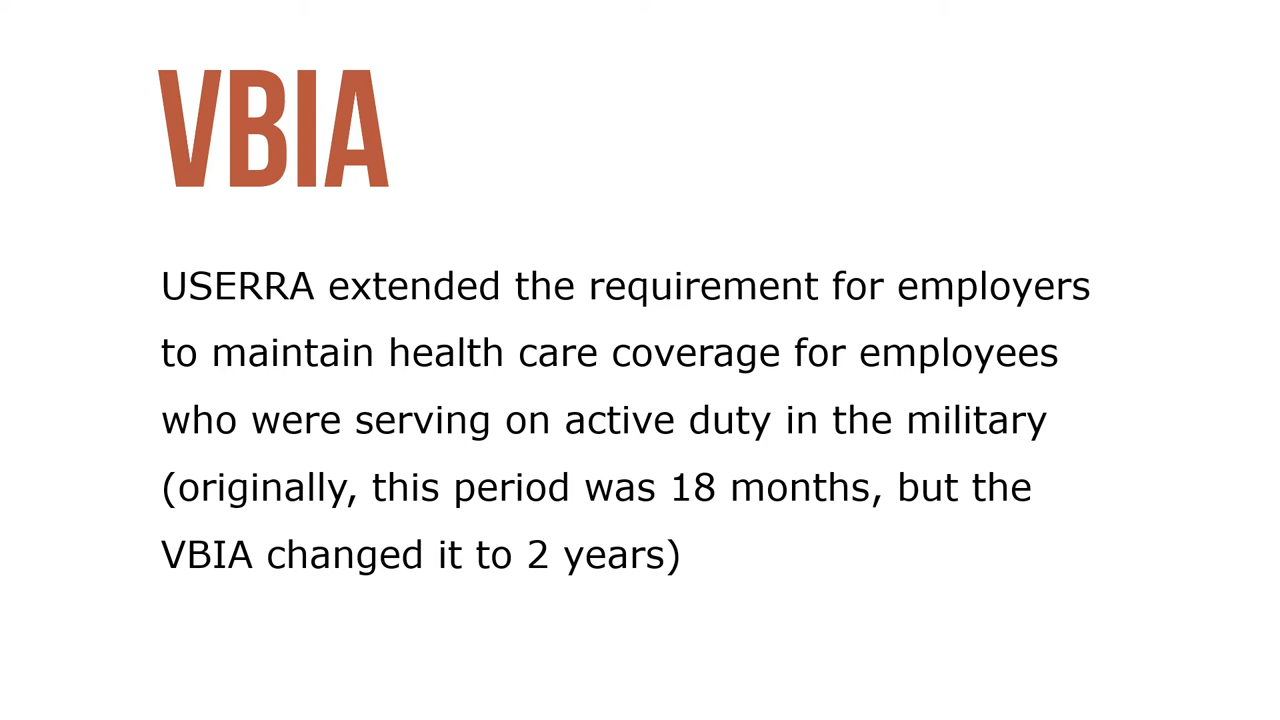 VBIA
USERRA extended the requirement for employers
to maintain health care coverage for employees
who were serving on active duty in the military
(originally, this period was 18 months, but the
VBIA changed it to 2 years)